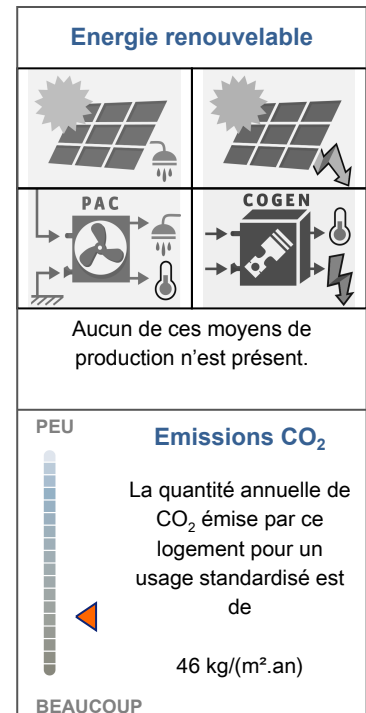 Energie renouvelable
PAC
COGEN
Aucun de ces moyens de
production n'est présent.
PEU
Emissions CO₂
La quantité annuelle de
CO₂ émise par ce
logement pour un
usage standardisé est
de
46 kg/(m².an)
BEAUCOUP